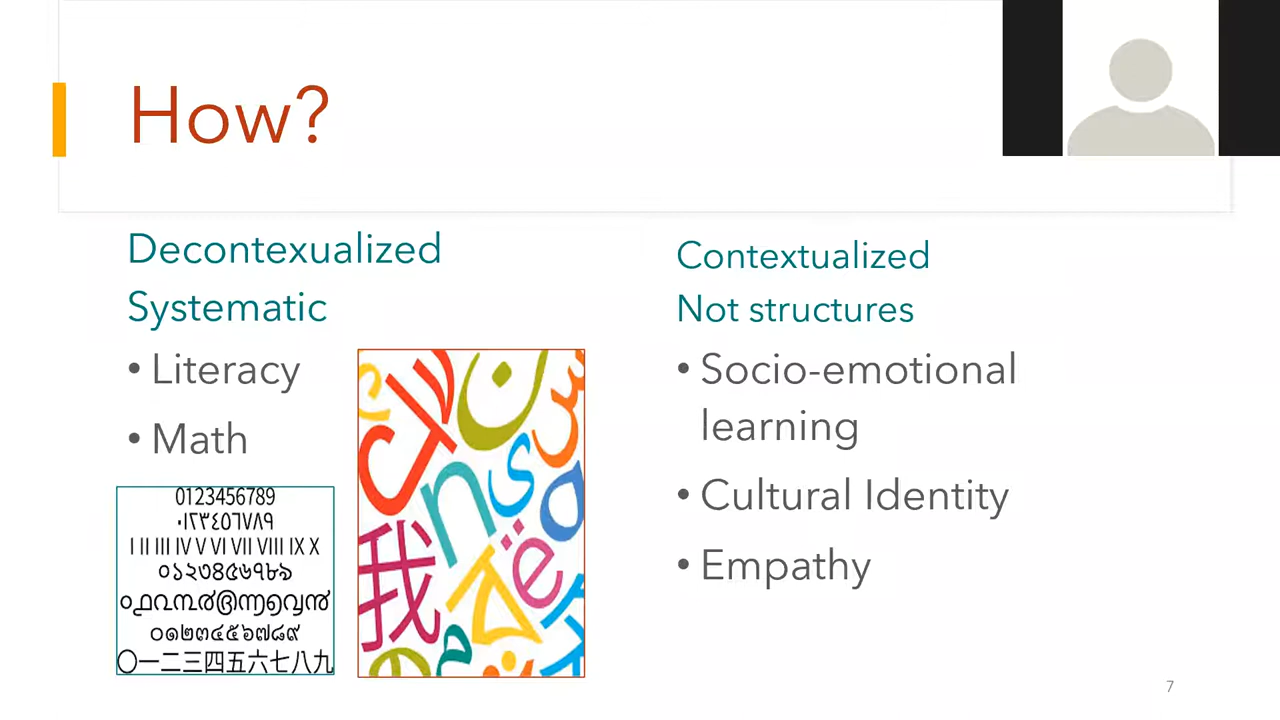 How?
Decontexualized
Systematic
• Literacy
• Math
0123456789
٠١٢٣٤٥٦٧٨٩
I II III IV V VI VII VIII IX X
〇一二三四五六七八九
我
Contextualized
Not structures
• Socio-emotional
learning
• Cultural Identity
• Empathy
7